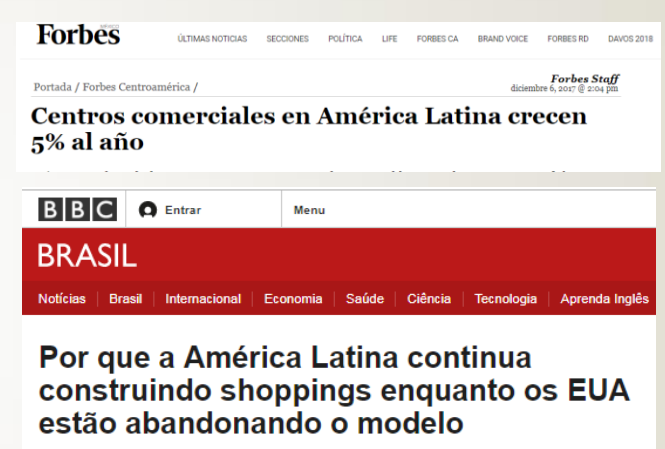 Forbes MÉXICO
ÚLTIMAS NOTICIAS SECCIONES POLÍTICA LIFE FORBES CA BRAND VOICE FORBES RD DAVOS 2018
Portada / Forbes Centroamérica /
Forbes Staff
diciembre 6, 2017 @ 2:04 pm
Centros comerciales en América Latina crecen
5% al año
BBC Entrar Menu
BRASIL
Notícias Brasil Internacional Economia Saúde Ciência Tecnologia Aprenda Inglês
Por que a América Latina continua
construindo shoppings enquanto os EUA
estão abandonando o modelo